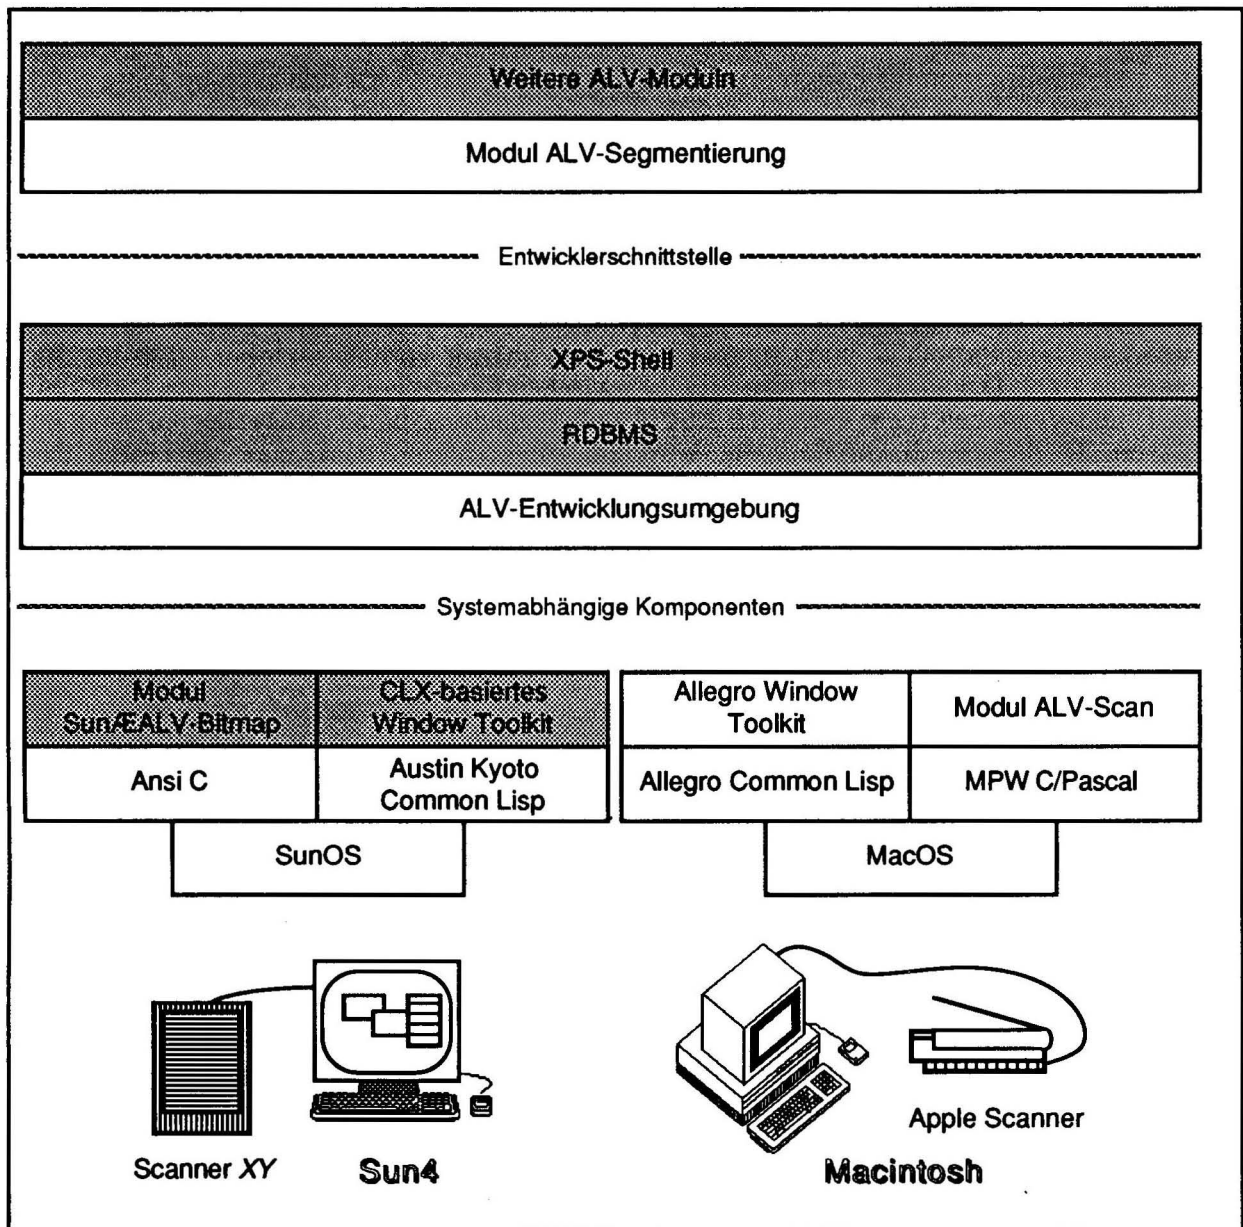 Weitere ALV-Moduln
Modul ALV-Segmentierung
Entwicklerschnittstelle
XPS-Shell
RDBMS
ALV-Entwicklungsumgebung
Systemabhängige Komponenten
Modul
SunÆALV-Bitmap
CLX-basiertes
Window Toolkit
Allegro Window
Toolkit
Modul ALV-Scan
Ansi C
Austin Kyoto
Common Lisp
Allegro Common Lisp
MPW C/Pascal
SunOS
MacOS
Apple Scanner
Scanner XY
Sun4
Macintosh